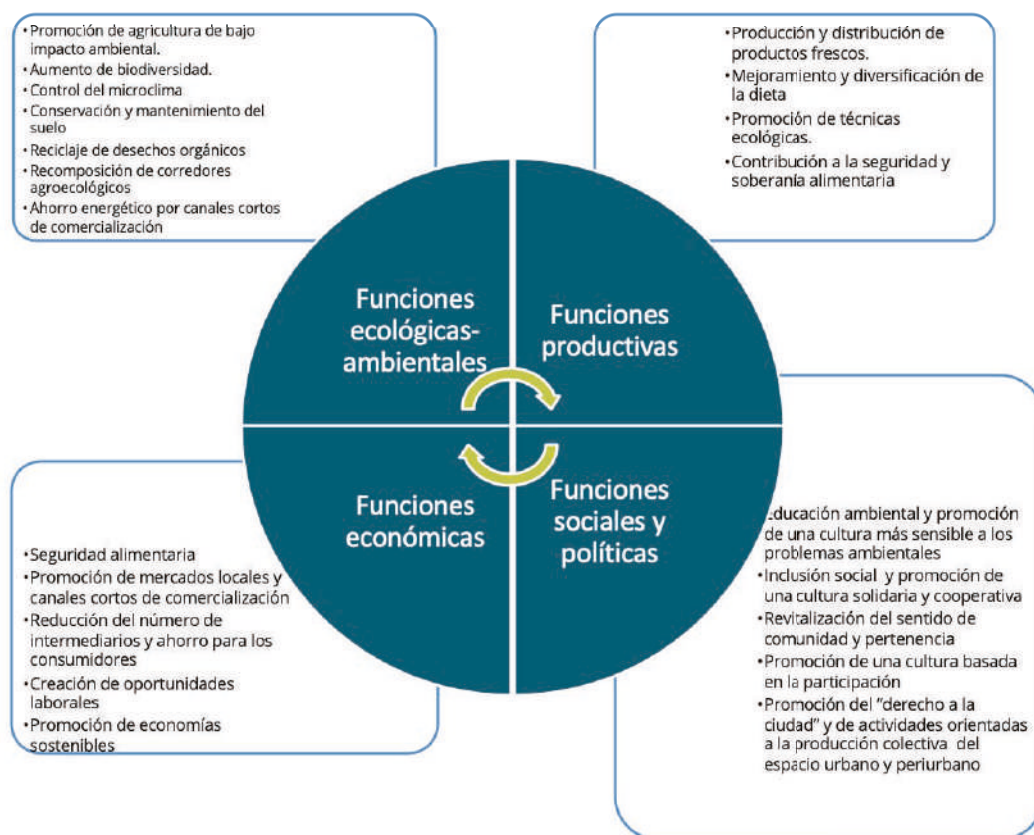 •Promoción de agricultura de bajo
impacto ambiental.
•Aumento de biodiversidad.
•Control del microclima
•Conservación y mantenimiento del
suelo
•Reciclaje de desechos orgánicos
•Recomposición de corredores
agroecológicos
•Ahorro energético por canales cortos
de comercialización
•Producción y distribución de
productos frescos.
•Mejoramiento y diversificación de
la dieta
•Promoción de técnicas
ecológicas.
•Contribución a la seguridad y
soberanía alimentaria
Funciones
ecológicas-
ambientales
Funciones
productivas
Funciones
económicas
Funciones
sociales y
políticas
•Seguridad alimentaria
•Promoción de mercados locales y
canales cortos de comercialización
•Reducción del número de
intermediarios y ahorro para los
consumidores
•Creación de oportunidades
laborales
•Promoción de economías
sostenibles
Educación ambiental y promoción
de una cultura más sensible a los
problemas ambientales
•Inclusión social y promoción de
una cultura solidaria y cooperativa
•Revitalización del sentido de
comunidad y pertenencia
•Promoción de una cultura basada
en la participación
•Promoción del "derecho a la
ciudad" y de actividades orientadas
a la producción colectiva del
espacio urbano y periurbano